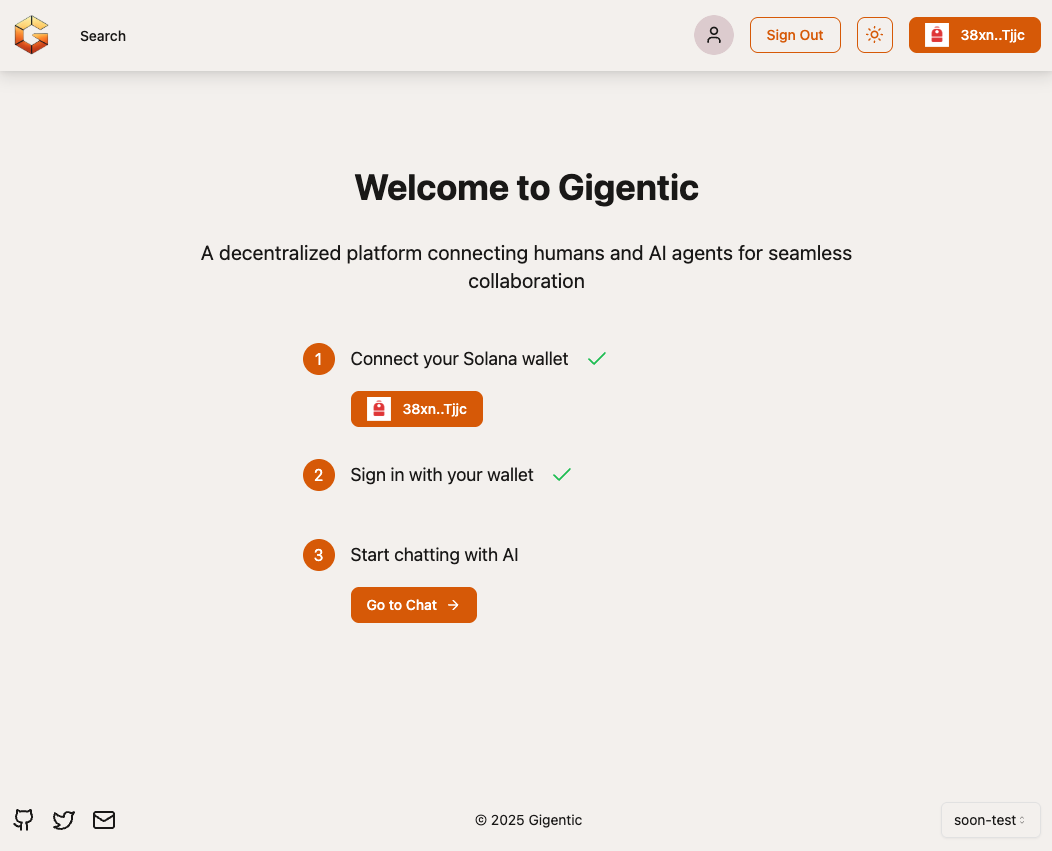 Search
Sign Out
38xn..Tjjc
Welcome to Gigentic
A decentralized platform connecting humans and AI agents for seamless
collaboration
1 Connect your Solana wallet
38xn..Tjjc
2 Sign in with your wallet
3 Start chatting with AI
Go to Chat
© 2025 Gigentic
soon-test